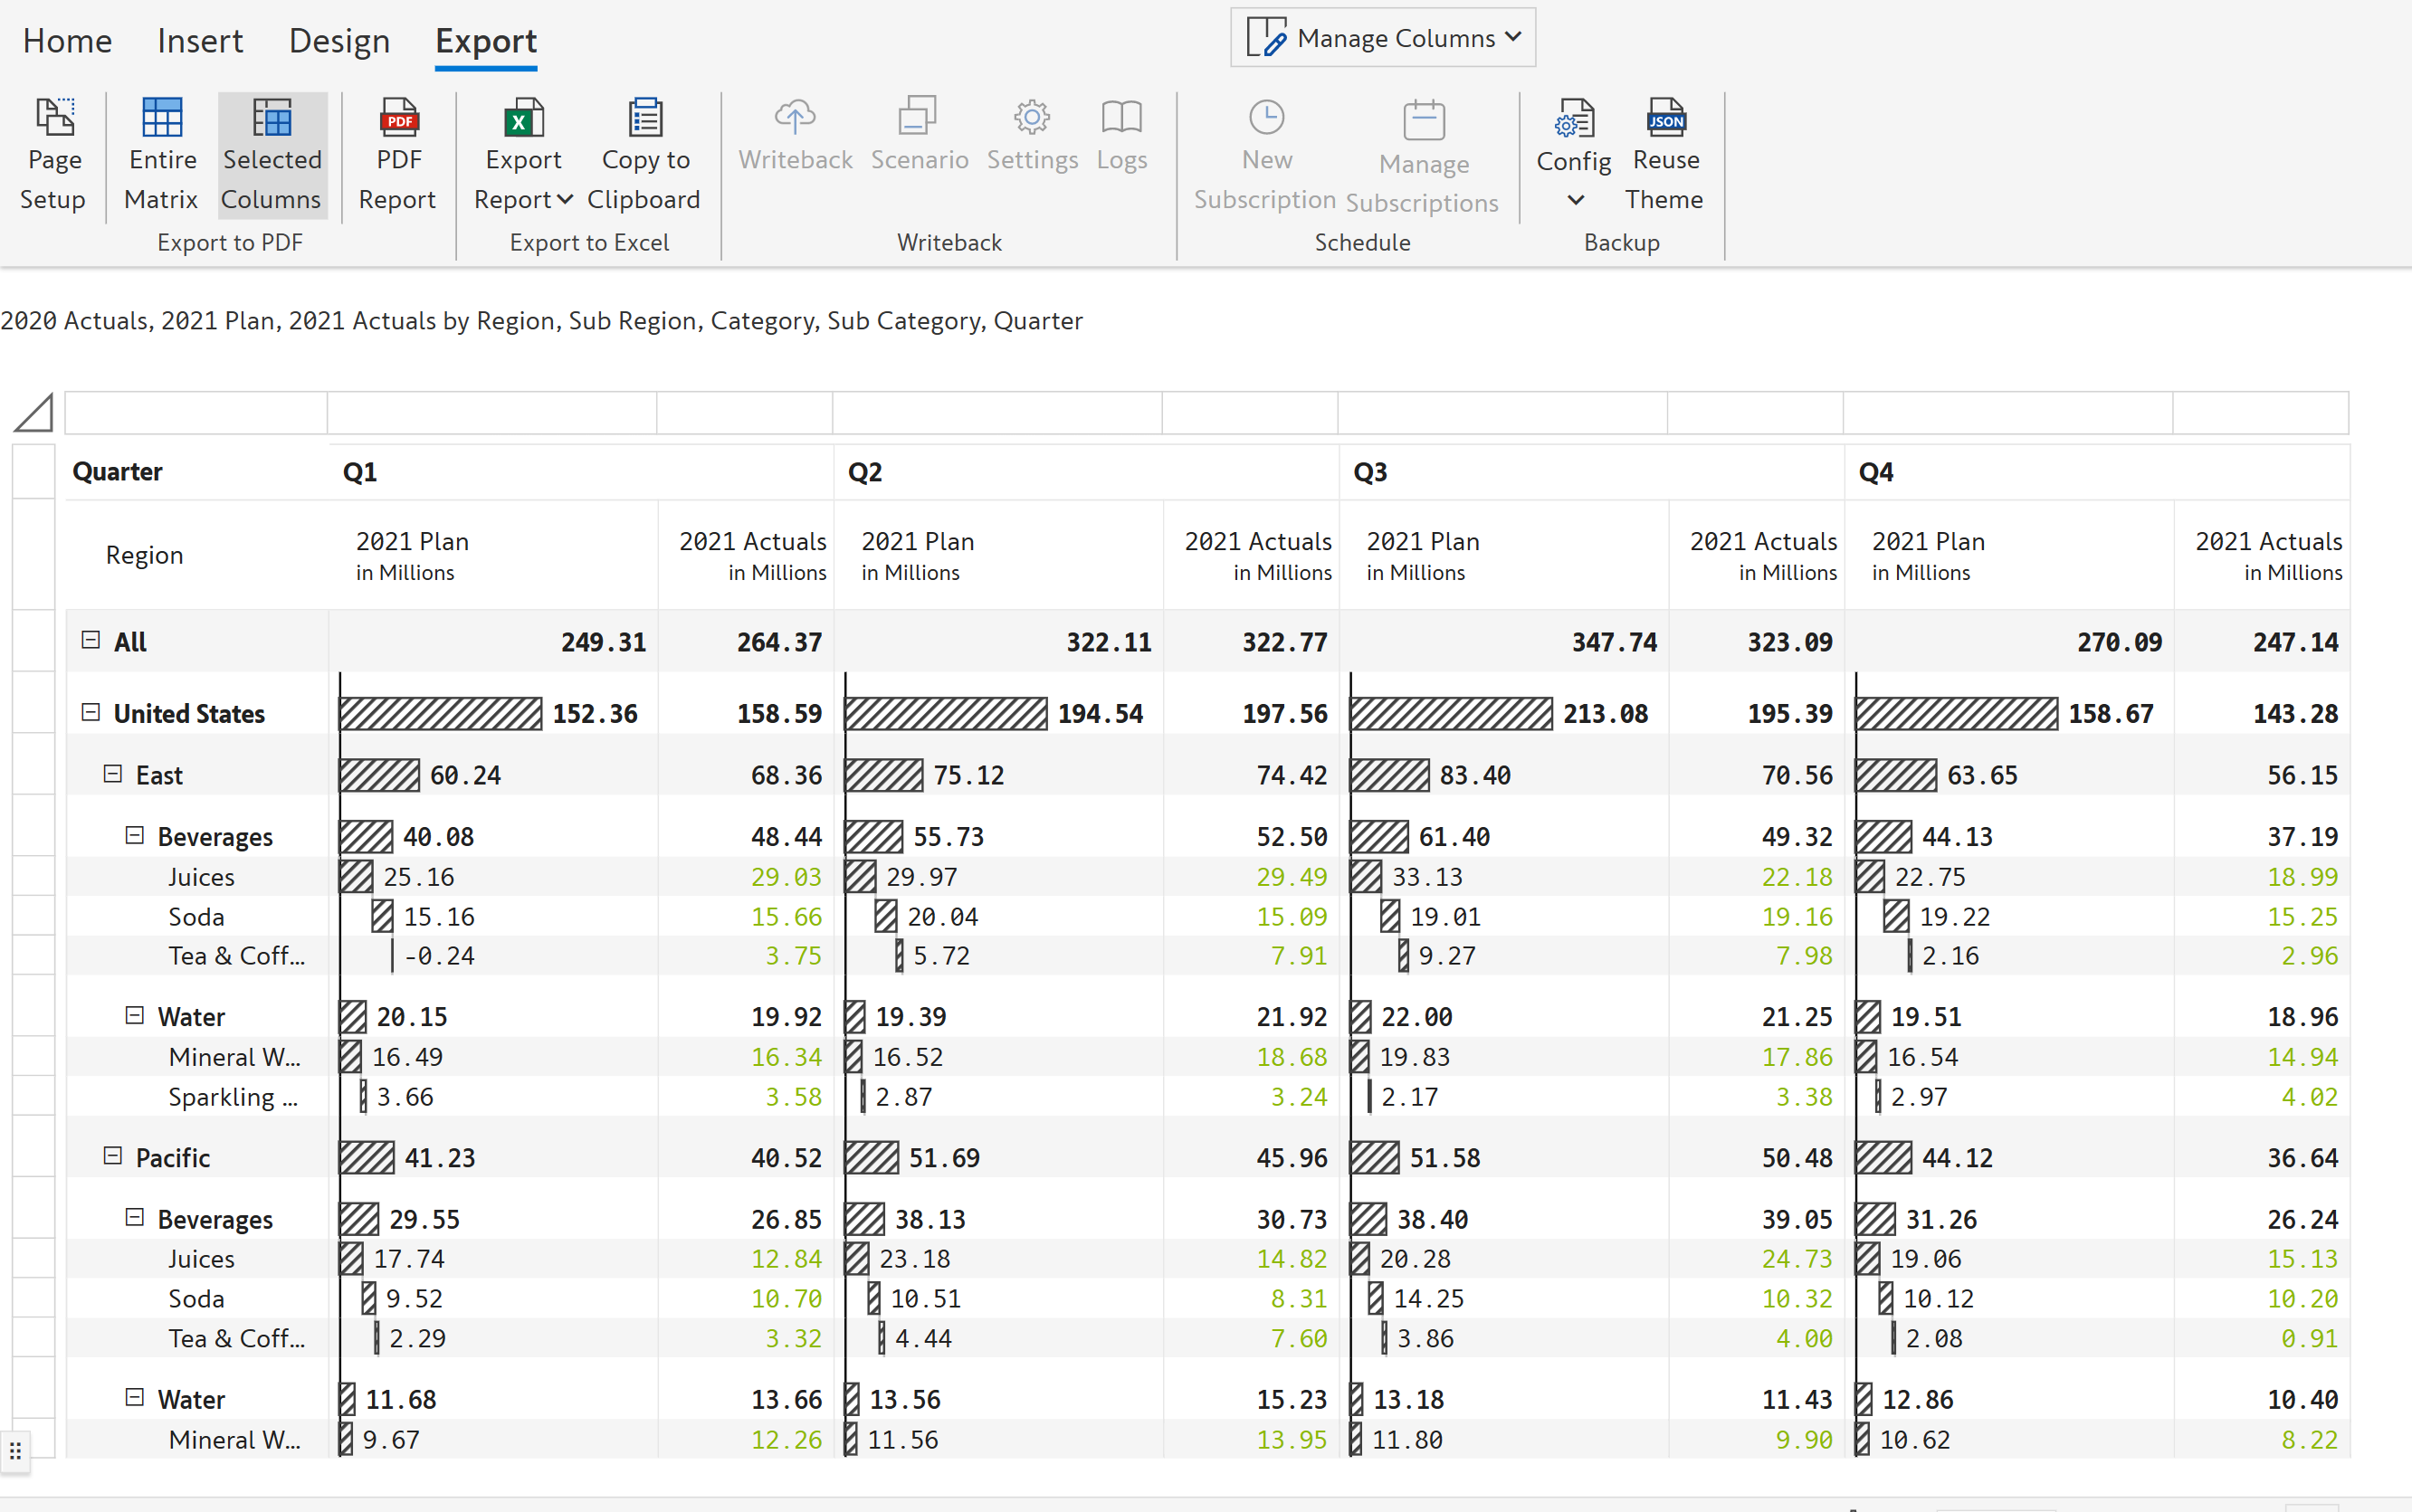 Home Insert Design Export
Manage Columns
Page Setup
Entire Matrix
Selected Columns
PDF
PDF Report
X
Export Report
Copy to Clipboard
Writeback Scenario Settings Logs
New Subscription
Manage Subscriptions
Config
JSON
Reuse Theme
Export to PDF Export to Excel Writeback Schedule Backup
2020 Actuals, 2021 Plan, 2021 Actuals by Region, Sub Region, Category, Sub Category, Quarter
Quarter Q1 Q2 Q3 Q4
Region 2021 Plan in Millions 2021 Actuals in Millions 2021 Plan in Millions 2021 Actuals in Millions 2021 Plan in Millions 2021 Actuals in Millions 2021 Plan in Millions 2021 Actuals in Millions
All 249.31 264.37 322.11 322.77 347.74 323.09 270.09 247.14
United States 152.36 158.59 194.54 197.56 213.08 195.39 158.67 143.28
East 60.24 68.36 75.12 74.42 83.40 70.56 63.65 56.15
Beverages 40.08 48.44 55.73 52.50 61.40 49.32 44.13 37.19
Juices 25.16 29.03 29.97 29.49 33.13 22.18 22.75 18.99
Soda 15.16 15.66 20.04 15.09 19.01 19.16 19.22 15.25
Tea & Coff... -0.24 3.75 5.72 7.91 9.27 7.98 2.16 2.96
Water 20.15 19.92 19.39 21.92 22.00 21.25 19.51 18.96
Mineral W... 16.49 16.34 16.52 18.68 19.83 17.86 16.54 14.94
Sparkling ... 3.66 3.58 2.87 3.24 2.17 3.38 2.97 4.02
Pacific 41.23 40.52 51.69 45.96 51.58 50.48 44.12 36.64
Beverages 29.55 26.85 38.13 30.73 38.40 39.05 31.26 26.24
Juices 17.74 12.84 23.18 14.82 20.28 24.73 19.06 15.13
Soda 9.52 10.70 10.51 8.31 14.25 10.32 10.12 10.20
Tea & Coff... 2.29 3.32 4.44 7.60 3.86 4.00 2.08 0.91
Water 11.68 13.66 13.56 15.23 13.18 11.43 12.86 10.40
Mineral W... 9.67 12.26 11.56 13.95 11.80 9.90 10.62 8.22